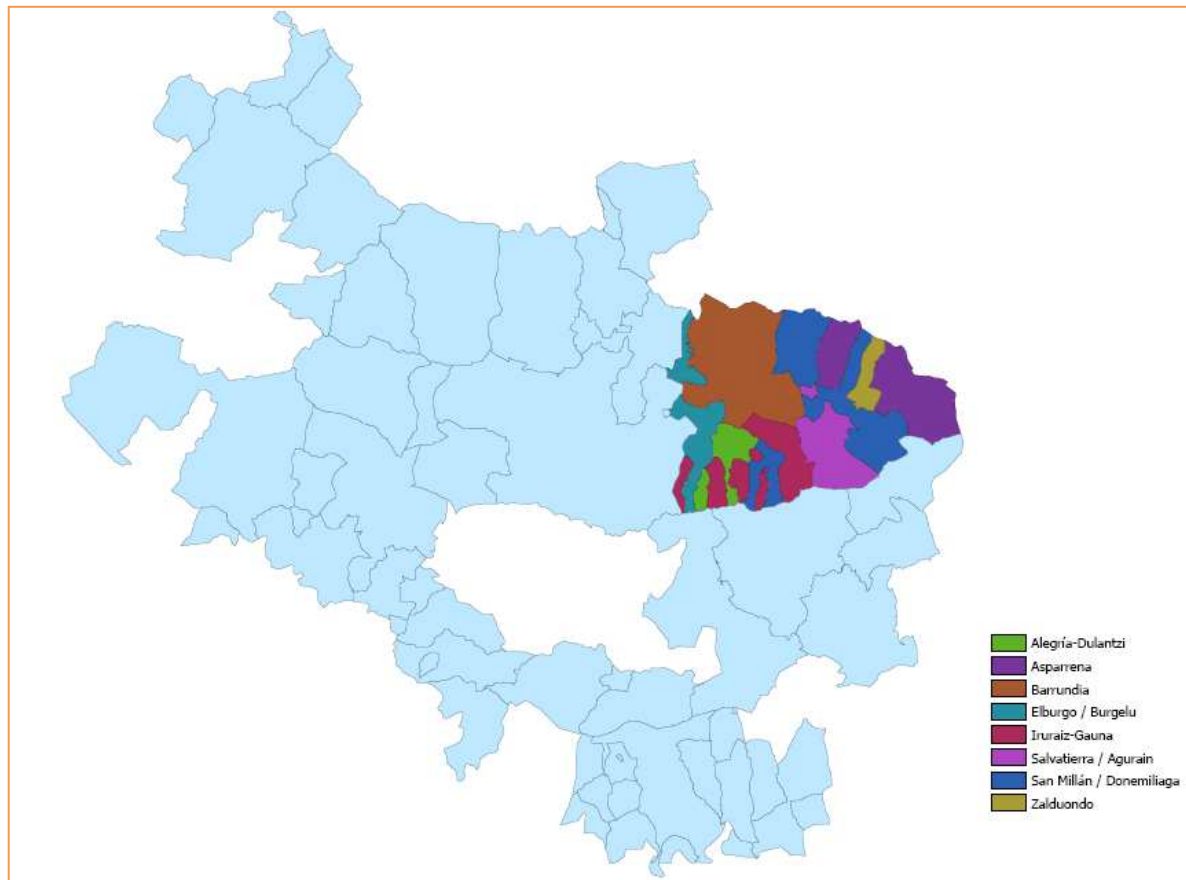 Alegría-Dulantzi
Asparrena
Barrundia
Elburgo / Burgelu
Iruraiz-Gauna
Salvatierra / Agurain
San Millán / Donemiliaga
Zalduondo